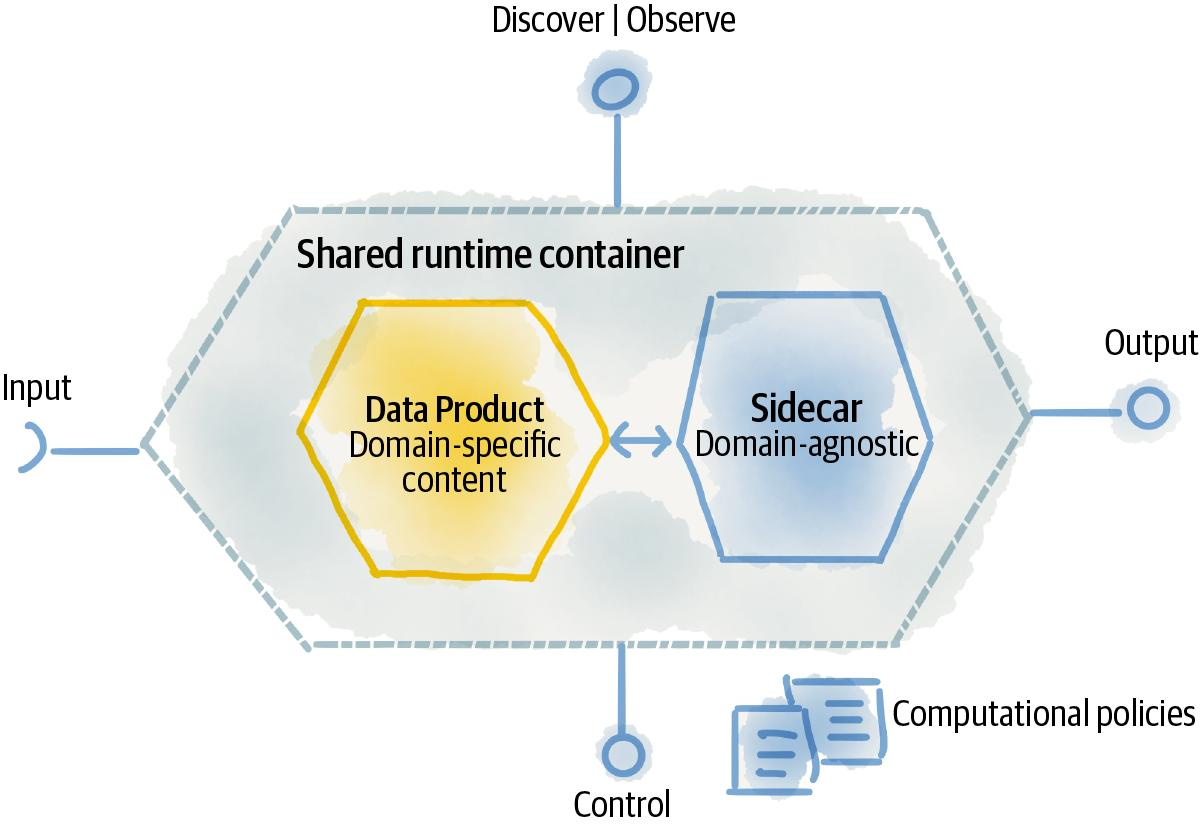 Discover | Observe
Shared runtime container
Output
Input
Data Product
Domain-specific
content
Sidecar
Domain-agnostic
Computational policies
Control